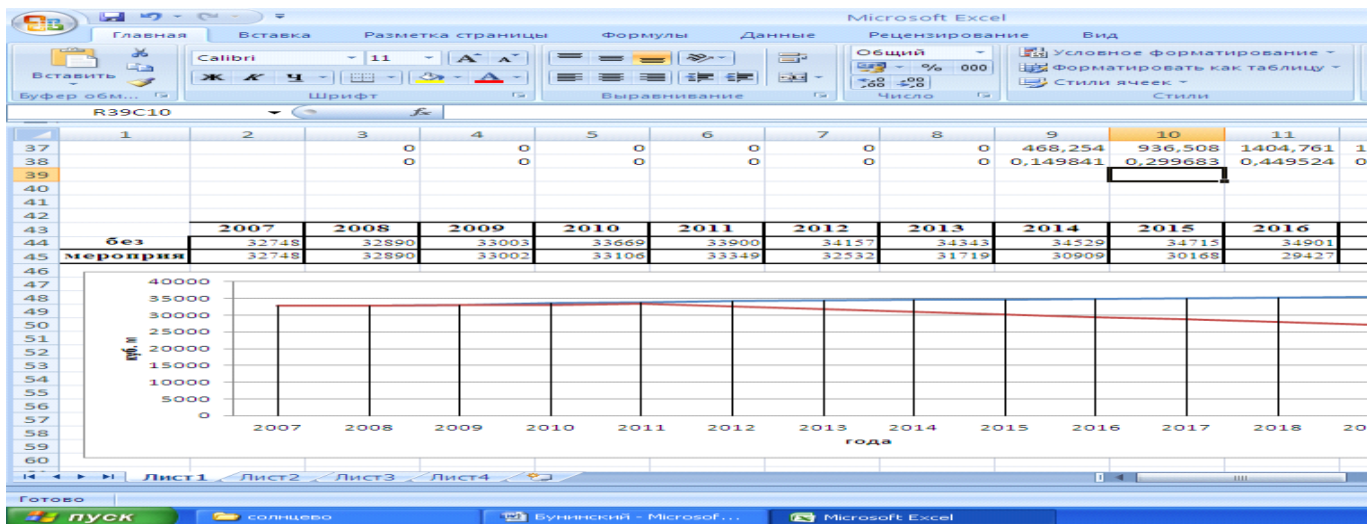 Microsoft Excel
Главная Вставка Разметка страницы Формулы Данные Рецензирование Вид
Вставить
Calibri 11 A A
Ж К Ч
A
Общий
% 000
,00 ,0
Условное форматирование
Форматировать как таблицу
Стили ячеек
Буфер обм... Шрифт Выравнивание Число Стили
R39C10 fx
1 2 3 4 5 6 7 8 9 10 11
37 0 0 0 0 0 0 468,254 936,508 1404,761 1
38 0 0 0 0 0 0 0,149841 0,299683 0,449524 0
39
40
41
42
43 2007 2008 2009 2010 2011 2012 2013 2014 2015 2016
44 без 32748 32890 33003 33669 33900 34157 34343 34529 34715 34901
45 мероприя 32748 32890 33002 33106 33349 32532 31719 30909 30168 29427
46
47
48
49
50
51
52
53
54
55
56
57
58
59
60
40000
35000
30000
25000
20000
15000
10000
5000
0
куб. м
2007 2008 2009 2010 2011 2012 2013 2014 2015 2016 2017 2018 20
года
Лист1 Лист2 Лист3 Лист4
Готово
пуск солнцево Бунинский - Microsof... Microsoft Excel